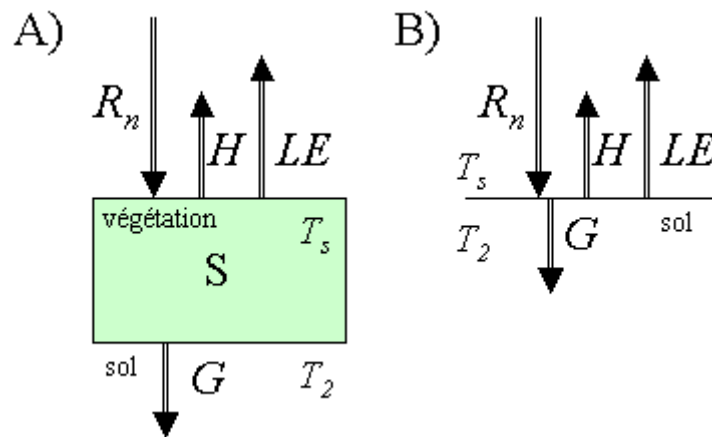 A)
R_n
H
LE
végétation
T_s
S
sol
G
T_2
B)
R_n
H
LE
T_s
T_2
G
sol